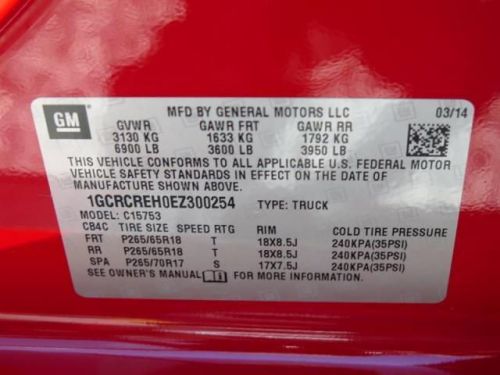 GM
MFD BY GENERAL MOTORS LLC 03/14
GVWR GAWR FRT GAWR RR
3130 KG 1633 KG 1792 KG
6900 LB 3600 LB 3950 LB
THIS VEHICLE CONFORMS TO ALL APPLICABLE U.S. FEDERAL MOTOR
VEHICLE SAFETY STANDARDS IN EFFECT ON THE DATE OF
MANUFACTURE SHOWN ABOVE.
1GCRCREH0EZ300254 TYPE: TRUCK
MODEL: C15753
CB4C TIRE SIZE SPEED RTG RIM COLD TIRE PRESSURE
FRT P265/65R18 T 18X8.5J 240KPA(35PSI)
RR P265/65R18 T 18X8.5J 240KPA(35PSI)
SPA P265/70R17 S 17X7.5J 240KPA(35PSI)
SEE OWNER'S MANUAL FOR MORE INFORMATION.